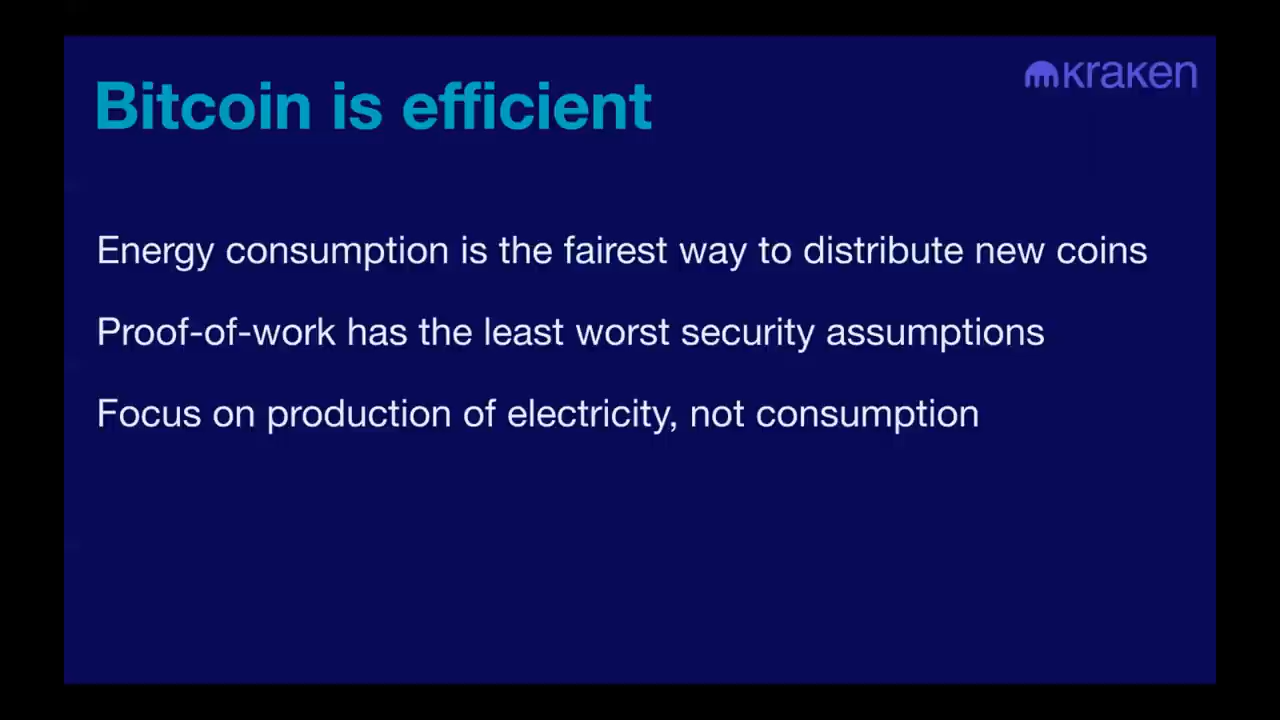 Bitcoin is efficient
kraken
Energy consumption is the fairest way to distribute new coins
Proof-of-work has the least worst security assumptions
Focus on production of electricity, not consumption